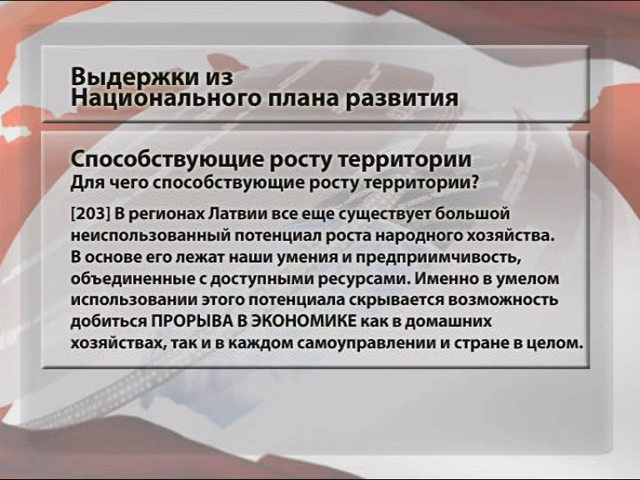 Выдержки из
Национального плана развития
Способствующие росту территории
Для чего способствующие росту территории?
[203] В регионах Латвии все еще существует большой
неиспользованный потенциал роста народного хозяйства.
В основе его лежат наши умения и предприимчивость,
объединенные с доступными ресурсами. Именно в умелом
использовании этого потенциала скрывается возможность
добиться ПРОРЫВА В ЭКОНОМИКЕ как в домашних
хозяйствах, так и в каждом самоуправлении и стране в целом.